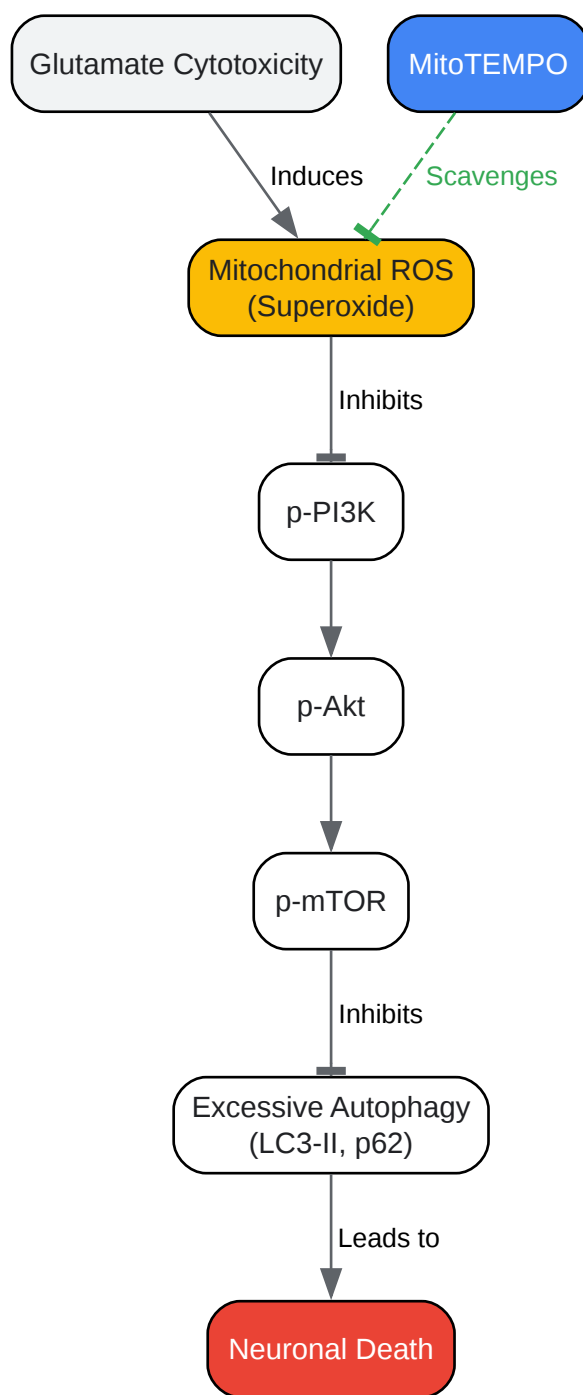 Glutamate Cytotoxicity
MitoTEMPO
Induces
Scavenges
Mitochondrial ROS
(Superoxide)
Inhibits
p-PI3K
p-Akt
p-mTOR
Inhibits
Excessive Autophagy
(LC3-II, p62)
Leads to
Neuronal Death